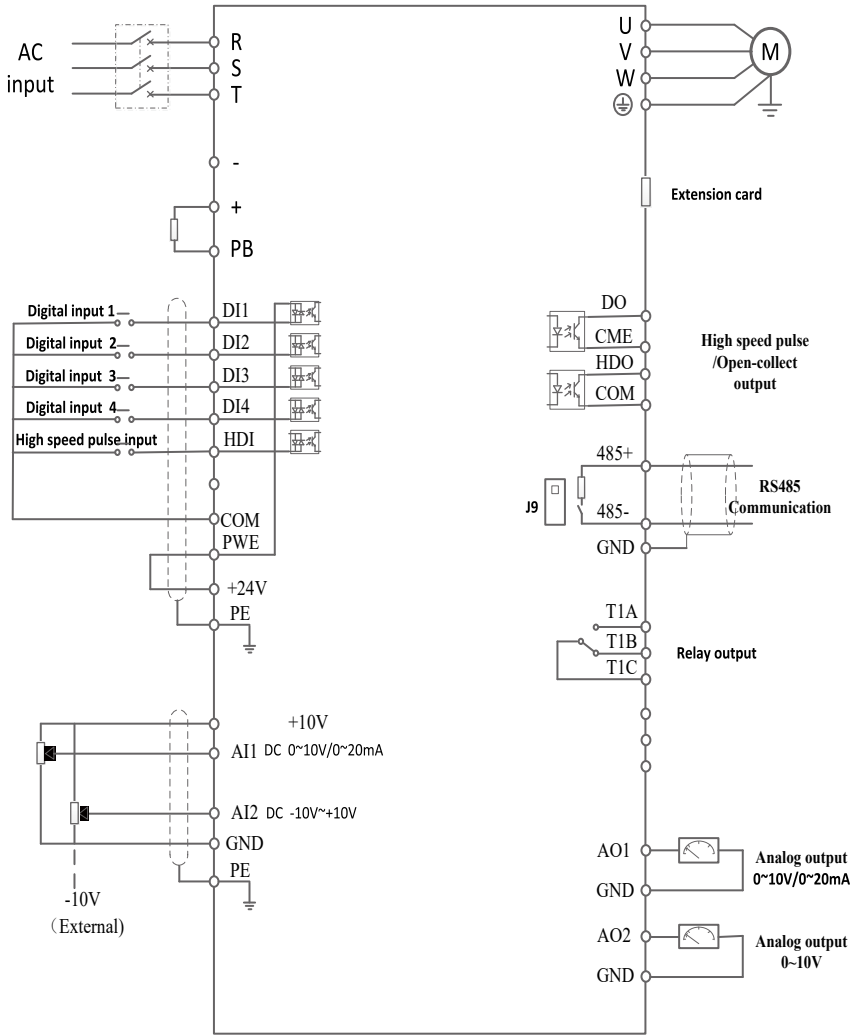 AC
input
R
S
T
-
+
PB
Digital input 1
Digital input 2
Digital input 3
Digital input 4
High speed pulse input
DI1
DI2
DI3
DI4
HDI
COM
PWE
+24V
PE
+10V
AI1 DC 0~10V/0~20mA
AI2 DC -10V~+10V
GND
PE
-10V
（External)
U
V
W
M
Extension card
DO
CME
HDO
COM
High speed pulse
/Open-collect
output
485+
J9
485-
GND
RS485
Communication
T1A
T1B
T1C
Relay output
AO1
GND
Analog output
0~10V/0~20mA
AO2
GND
Analog output
0~10V